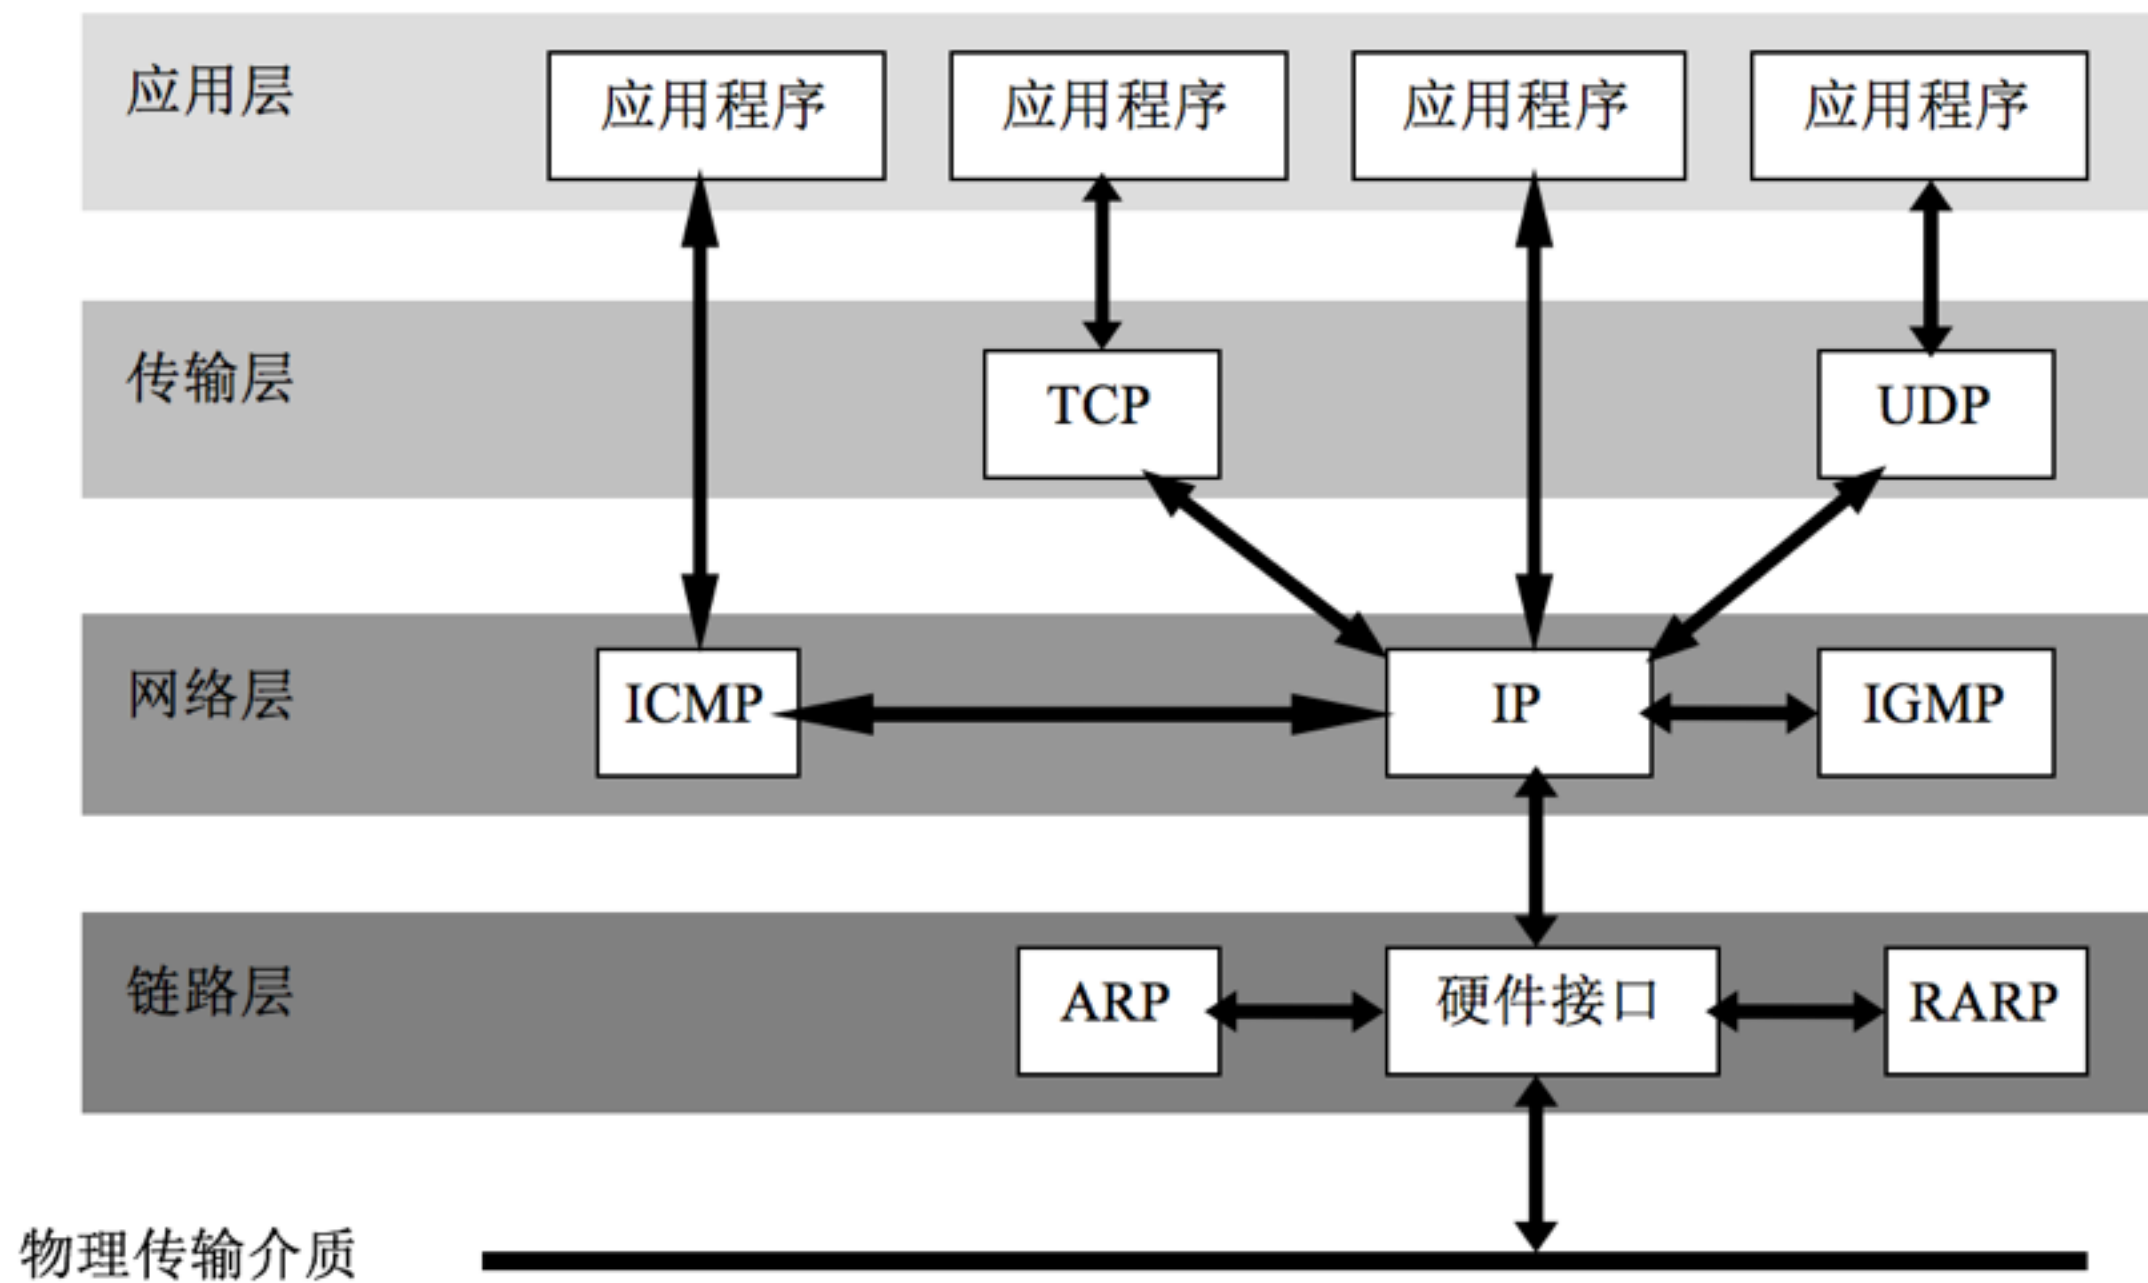 应用层
应用程序
应用程序
应用程序
应用程序
传输层
TCP
UDP
网络层
ICMP
IP
IGMP
链路层
ARP
硬件接口
RARP
物理传输介质